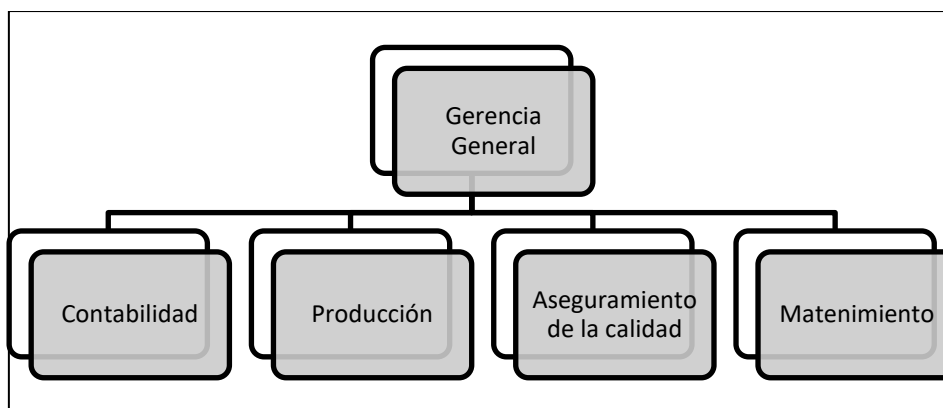 Gerencia
General
Contabilidad
Producción
Aseguramiento
de la calidad
Matenimiento